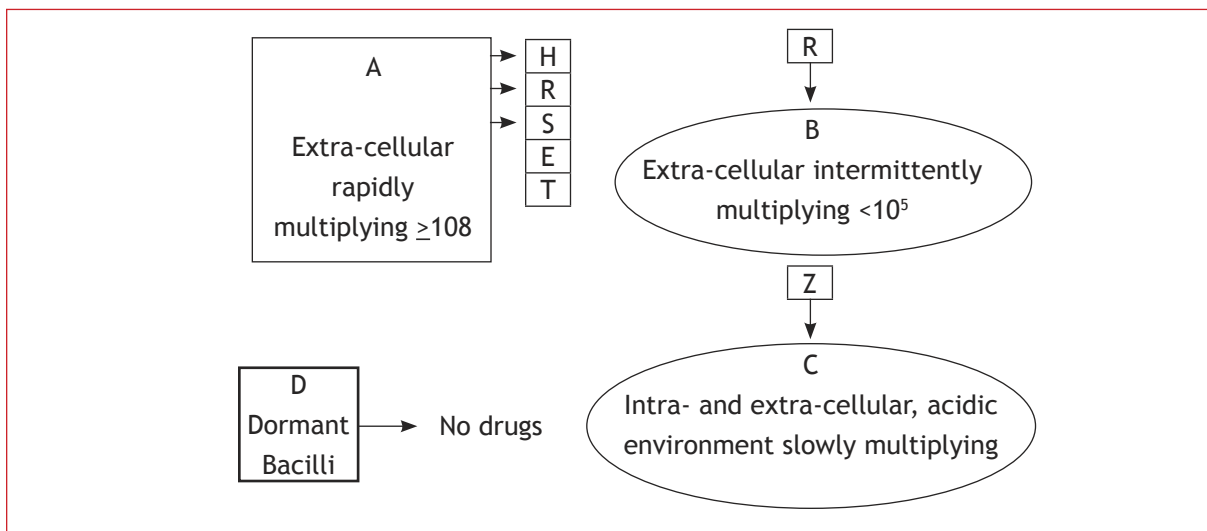 A
Extra-cellular
rapidly
multiplying ≥108
H
R
S
E
T
R
B
Extra-cellular intermittently
multiplying <10⁵
Z
C
Intra- and extra-cellular, acidic
environment slowly multiplying
D
Dormant
Bacilli
No drugs